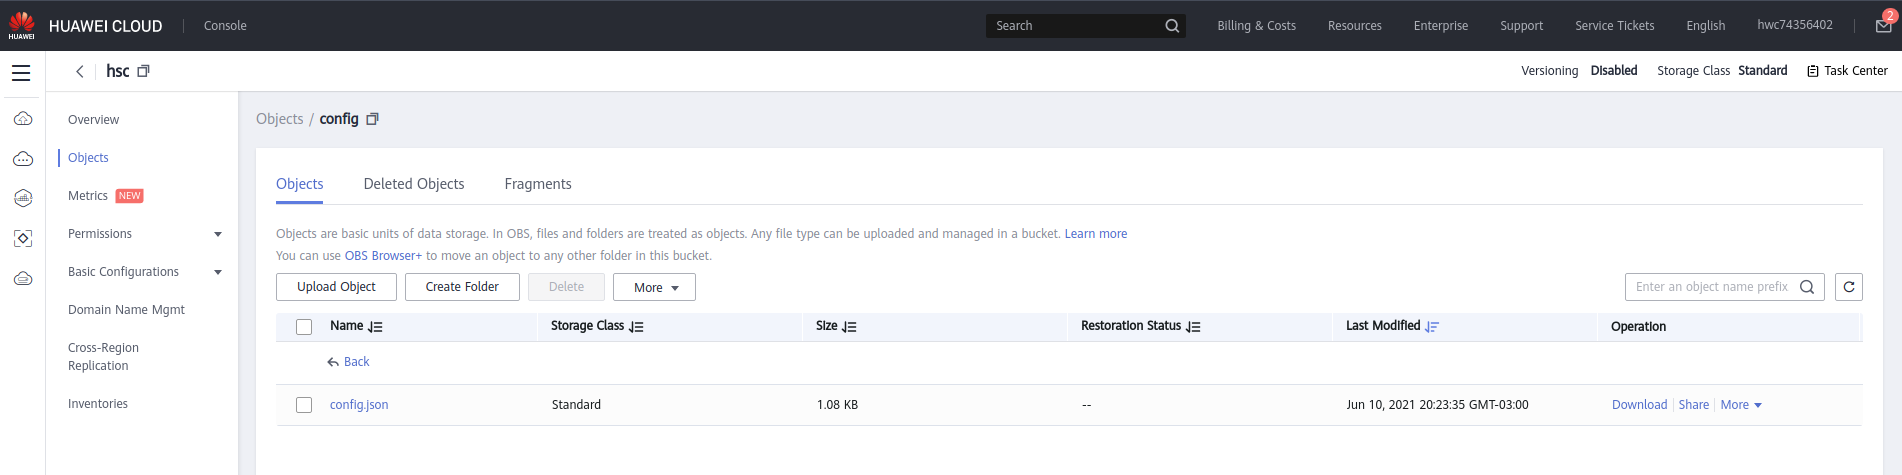 HUAWEI HUAWEI CLOUD Console Search Billing & Costs Resources Enterprise Support Service Tickets English hwc74356402 2
hsc Versioning Disabled Storage Class Standard Task Center
Overview
Objects
Metrics NEW
Permissions
Basic Configurations
Domain Name Mgmt
Cross-Region
Replication
Inventories
Objects / config
Objects Deleted Objects Fragments
Objects are basic units of data storage. In OBS, files and folders are treated as objects. Any file type can be uploaded and managed in a bucket. Learn more
You can use OBS Browser+ to move an object to any other folder in this bucket.
Upload Object Create Folder Delete More Enter an object name prefix
Name Storage Class Size Restoration Status Last Modified Operation
Back
config.json Standard 1.08 KB -- Jun 10, 2021 20:23:35 GMT-03:00 Download Share More